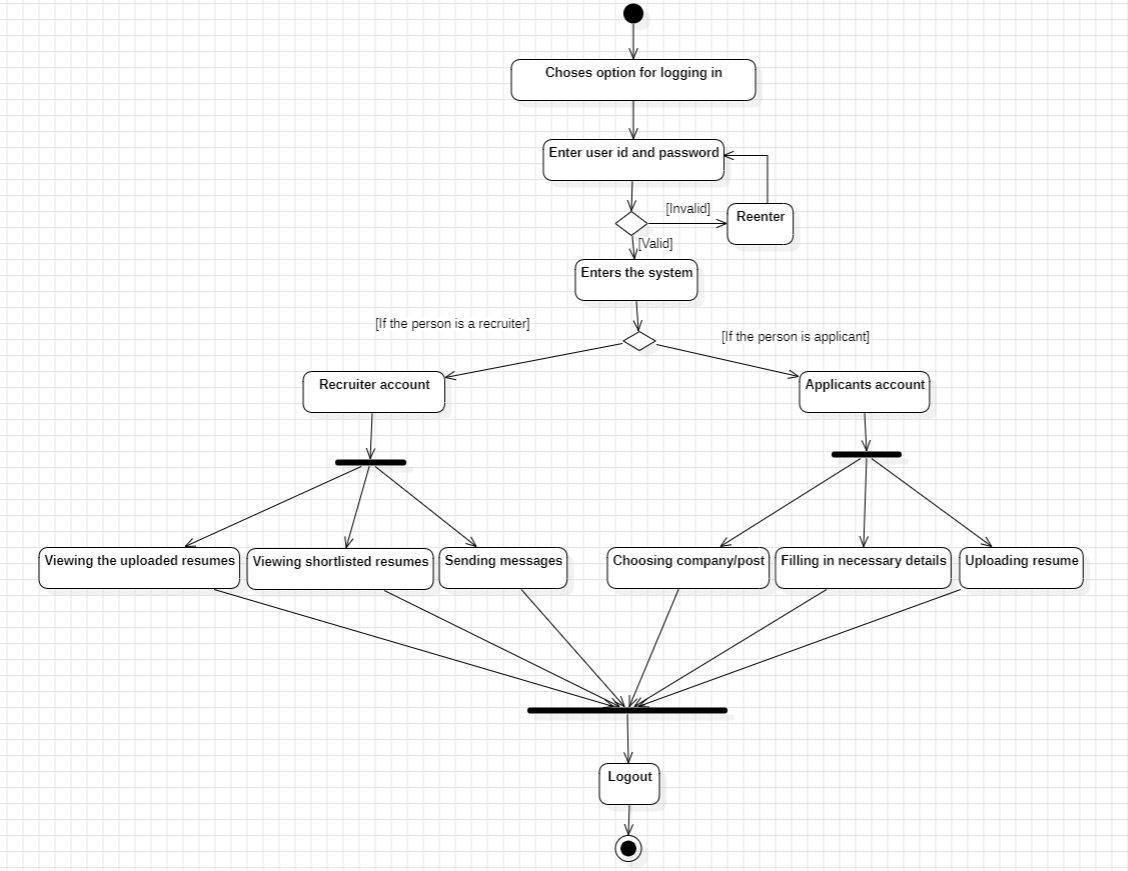 Choses option for logging in
Enter user id and password
[Invalid]
Reenter
[Valid]
Enters the system
[If the person is a recruiter]
[If the person is applicant]
Recruiter account
Applicants account
Viewing the uploaded resumes
Viewing shortlisted resumes
Sending messages
Choosing company/post
Filling in necessary details
Uploading resume
Logout